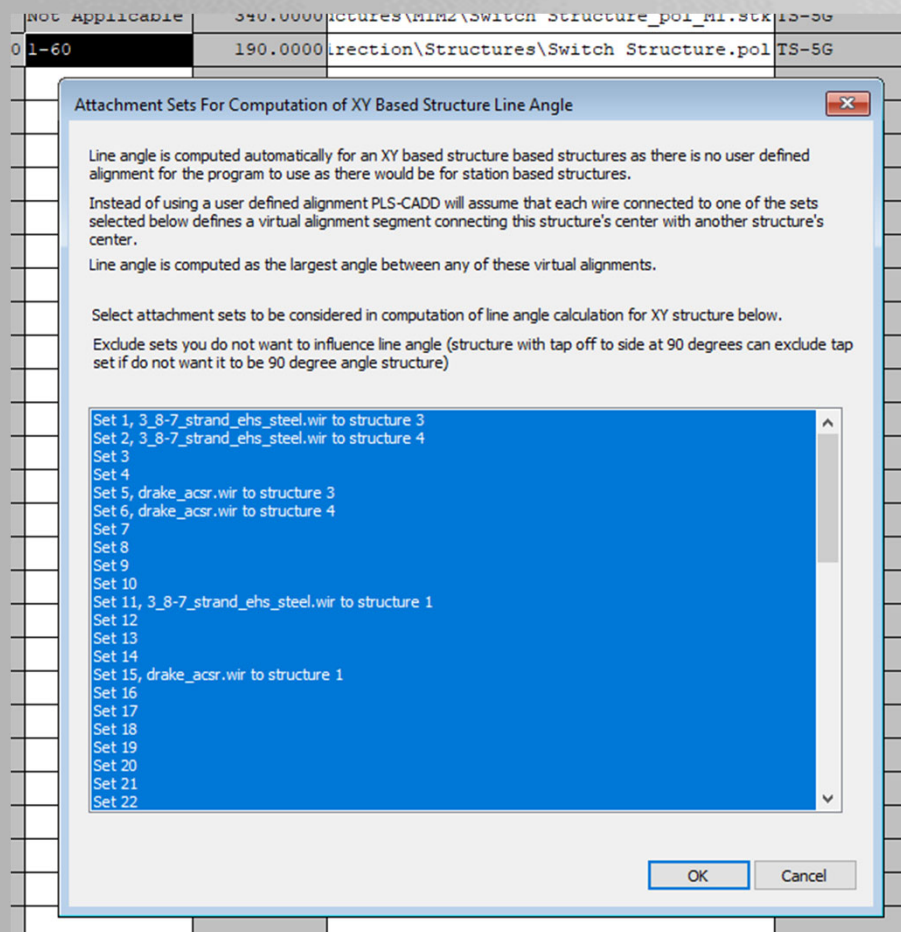 Not Applicable 340.0000 uctures\M1M2\Switch Structure_pol_M1.stk TS-5G
0 1-60 190.0000 irection\Structures\Switch Structure.pol TS-5G
Attachment Sets For Computation of XY Based Structure Line Angle
Line angle is computed automatically for an XY based structure based structures as there is no user defined
alignment for the program to use as there would be for station based structures.
Instead of using a user defined alignment PLS-CADD will assume that each wire connected to one of the sets
selected below defines a virtual alignment segment connecting this structure's center with another structure's
center.
Line angle is computed as the largest angle between any of these virtual alignments.
Select attachment sets to be considered in computation of line angle calculation for XY structure below.
Exclude sets you do not want to influence line angle (structure with tap off to side at 90 degrees can exclude tap
set if do not want it to be 90 degree angle structure)
Set 1, 3_8-7_strand_ehs_steel.wir to structure 3
Set 2, 3_8-7_strand_ehs_steel.wir to structure 4
Set 3
Set 4
Set 5, drake_acsr.wir to structure 3
Set 6, drake_acsr.wir to structure 4
Set 7
Set 8
Set 9
Set 10
Set 11, 3_8-7_strand_ehs_steel.wir to structure 1
Set 12
Set 13
Set 14
Set 15, drake_acsr.wir to structure 1
Set 16
Set 17
Set 18
Set 19
Set 20
Set 21
Set 22
OK Cancel